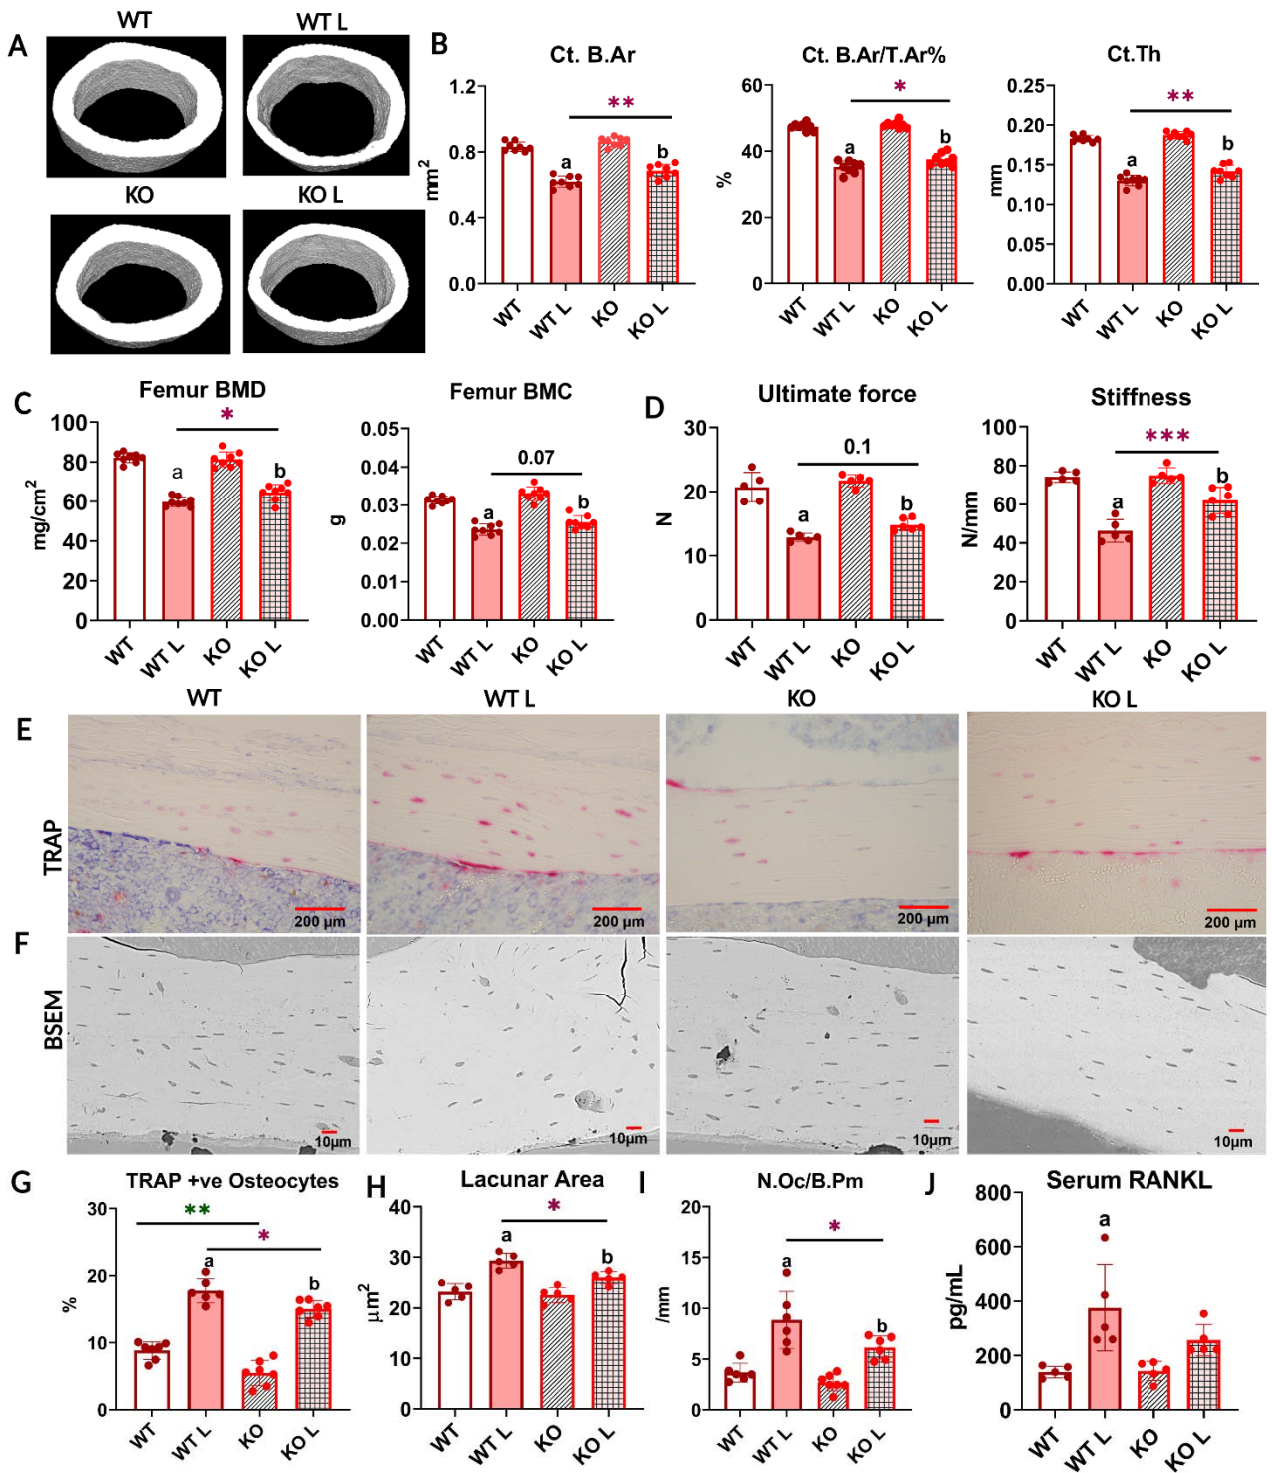 A
WT
WT L
KO
KO L
B
Ct. B.Ar
mm²
1.2
0.8
0.4
0.0
**
a
b
WT
WT L
KO
KO L
Ct. B.Ar/T.Ar%
%
60
40
20
0
*
a
b
WT
WT L
KO
KO L
Ct.Th
mm
0.25
0.20
0.15
0.10
0.05
0.00
**
a
b
WT
WT L
KO
KO L
C
Femur BMD
mg/cm²
100
80
60
40
20
0
*
a
b
WT
WT L
KO
KO L
Femur BMC
g
0.05
0.04
0.03
0.02
0.01
0.00
0.07
a
b
WT
WT L
KO
KO L
D
Ultimate force
N
30
20
10
0
0.1
a
b
WT
WT L
KO
KO L
Stiffness
N/mm
100
80
60
40
20
0
***
a
b
WT
WT L
KO
KO L
WT
WT L
KO
KO L
E
TRAP
200 µm
200 µm
200 µm
200 µm
F
BSEM
10µm
10µm
10µm
10µm
G
TRAP +ve Osteocytes
%
30
20
10
0
**
*
a
b
WT
WT L
KO
KO L
H
Lacunar Area
µm²
40
30
20
10
0
*
a
b
WT
WT L
KO
KO L
I
N.Oc/B.Pm
/mm
20
15
10
5
0
*
a
b
WT
WT L
KO
KO L
J
Serum RANKL
pg/mL
800
600
400
200
0
a
WT
WT L
KO
KO L